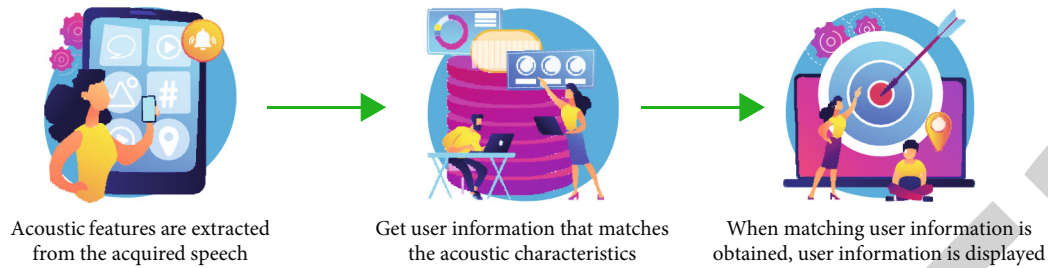 Acoustic features are extracted
from the acquired speech
Get user information that matches
the acoustic characteristics
When matching user information is
obtained, user information is displayed